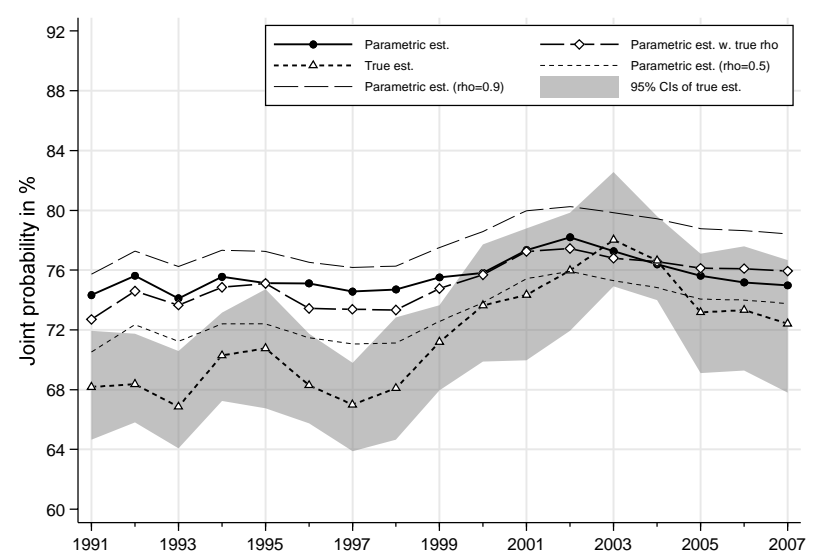 Parametric est.
Parametric est. w. true rho
True est.
Parametric est. (rho=0.5)
Parametric est. (rho=0.9)
95% CIs of true est.
Joint probability in %
92
88
84
80
76
72
68
64
60
1991
1993
1995
1997
1999
2001
2003
2005
2007